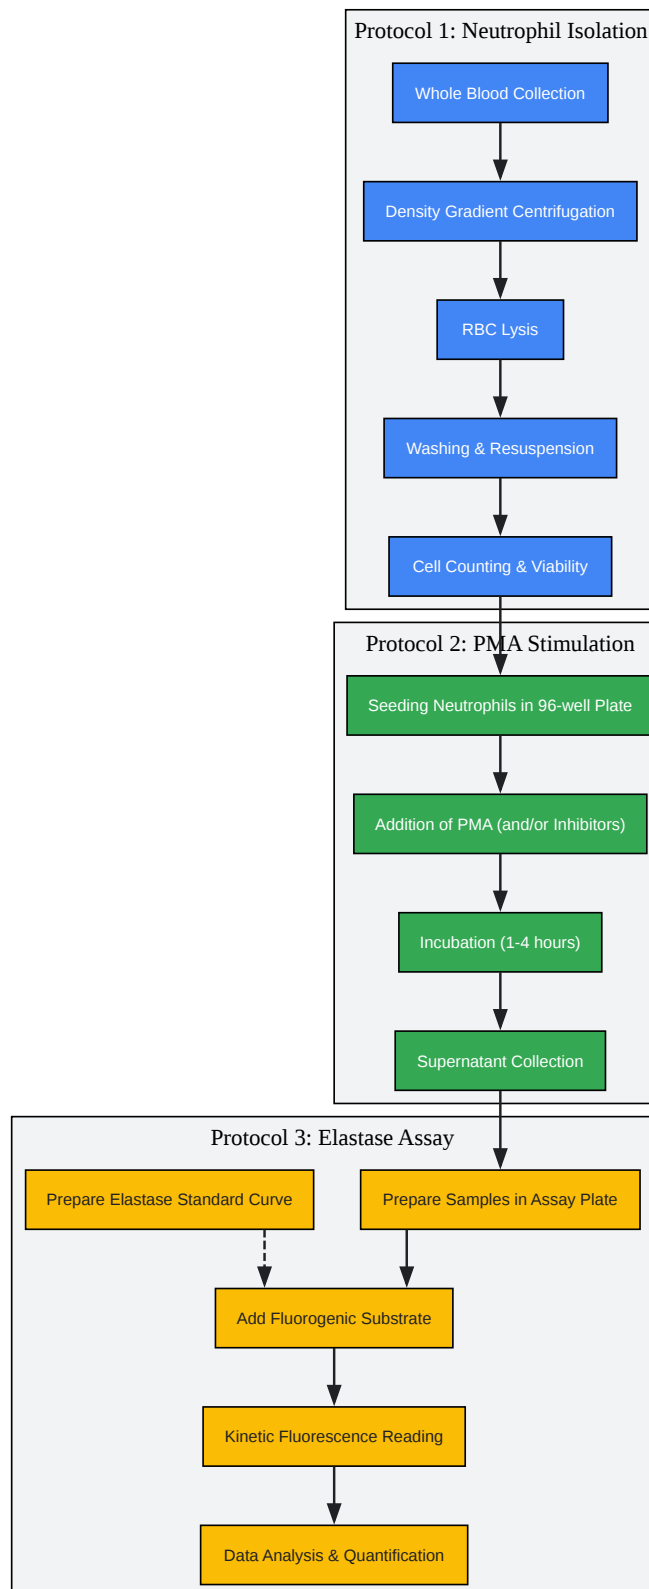 Protocol 1: Neutrophil Isolation
Whole Blood Collection
Density Gradient Centrifugation
RBC Lysis
Washing & Resuspension
Cell Counting & Viability
Protocol 2: PMA Stimulation
Seeding Neutrophils in 96-well Plate
Addition of PMA (and/or Inhibitors)
Incubation (1-4 hours)
Supernatant Collection
Protocol 3: Elastase Assay
Prepare Elastase Standard Curve
Prepare Samples in Assay Plate
Add Fluorogenic Substrate
Kinetic Fluorescence Reading
Data Analysis & Quantification